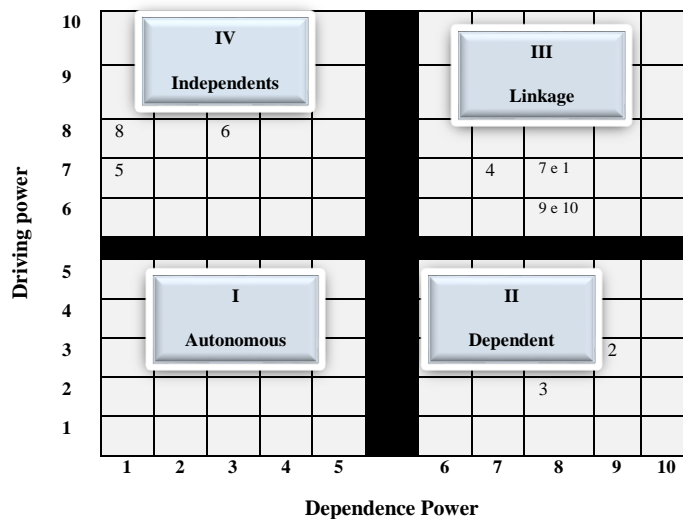 10
IV
Independents
III
Linkage
9
8 8 6
7 5 4 7 e 1
6 9 e 10
Driving power
5
I
Autonomous
II
Dependent
4
3 2
2 3
1
1 2 3 4 5 6 7 8 9 10
Dependence Power